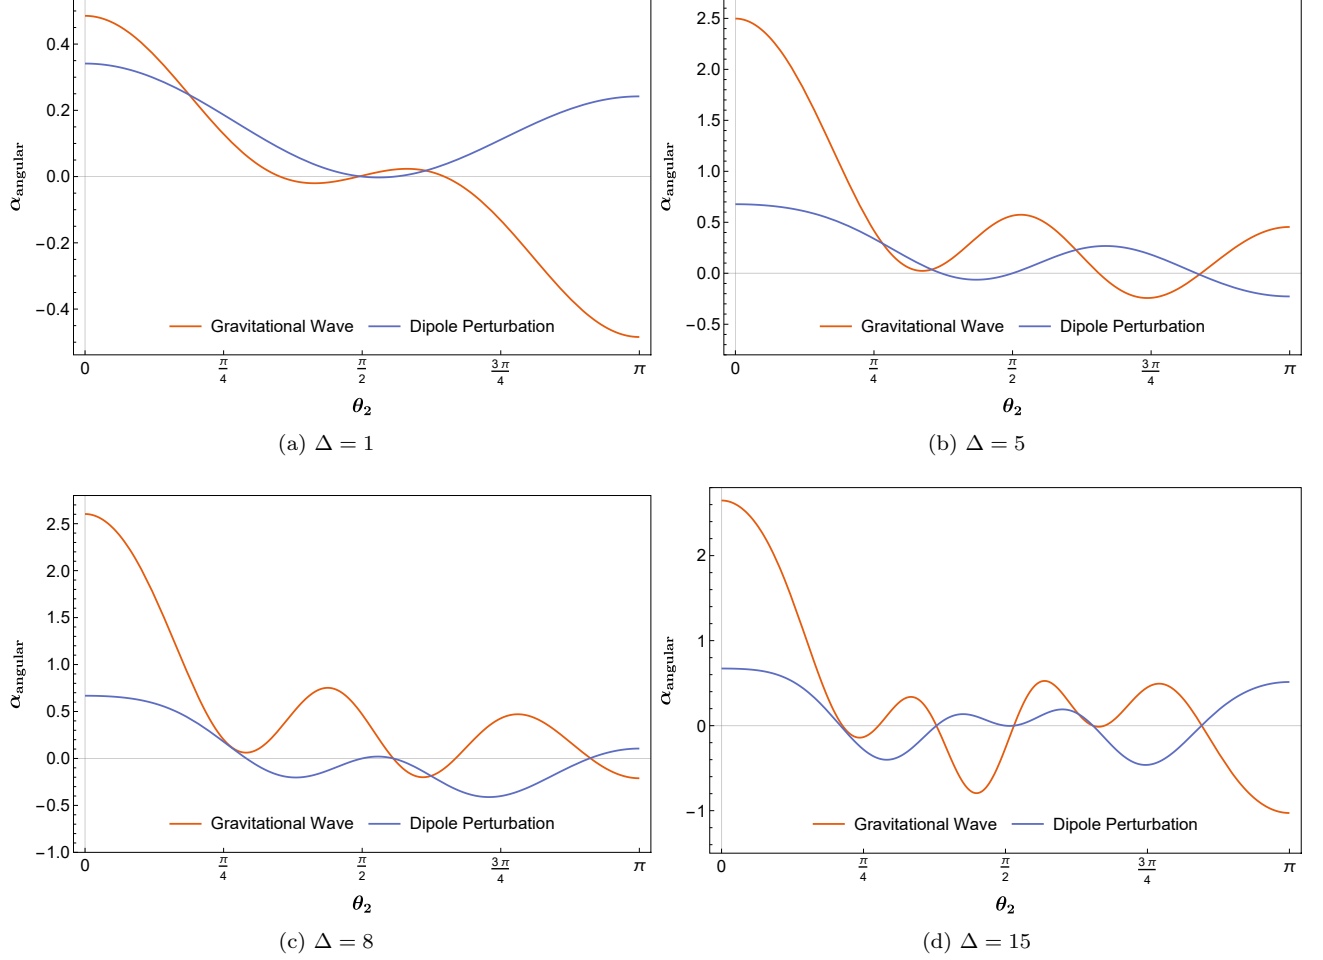 0.4
0.2
0.0
−0.2
−0.4
α_angular
Gravitational Wave Dipole Perturbation
0 π/4 π/2 3π/4 π
θ₂
(a) Δ = 1
2.5
2.0
1.5
1.0
0.5
0.0
−0.5
α_angular
Gravitational Wave Dipole Perturbation
0 π/4 π/2 3π/4 π
θ₂
(b) Δ = 5
2.5
2.0
1.5
1.0
0.5
0.0
−0.5
−1.0
α_angular
Gravitational Wave Dipole Perturbation
0 π/4 π/2 3π/4 π
θ₂
(c) Δ = 8
2
1
0
−1
α_angular
Gravitational Wave Dipole Perturbation
0 π/4 π/2 3π/4 π
θ₂
(d) Δ = 15